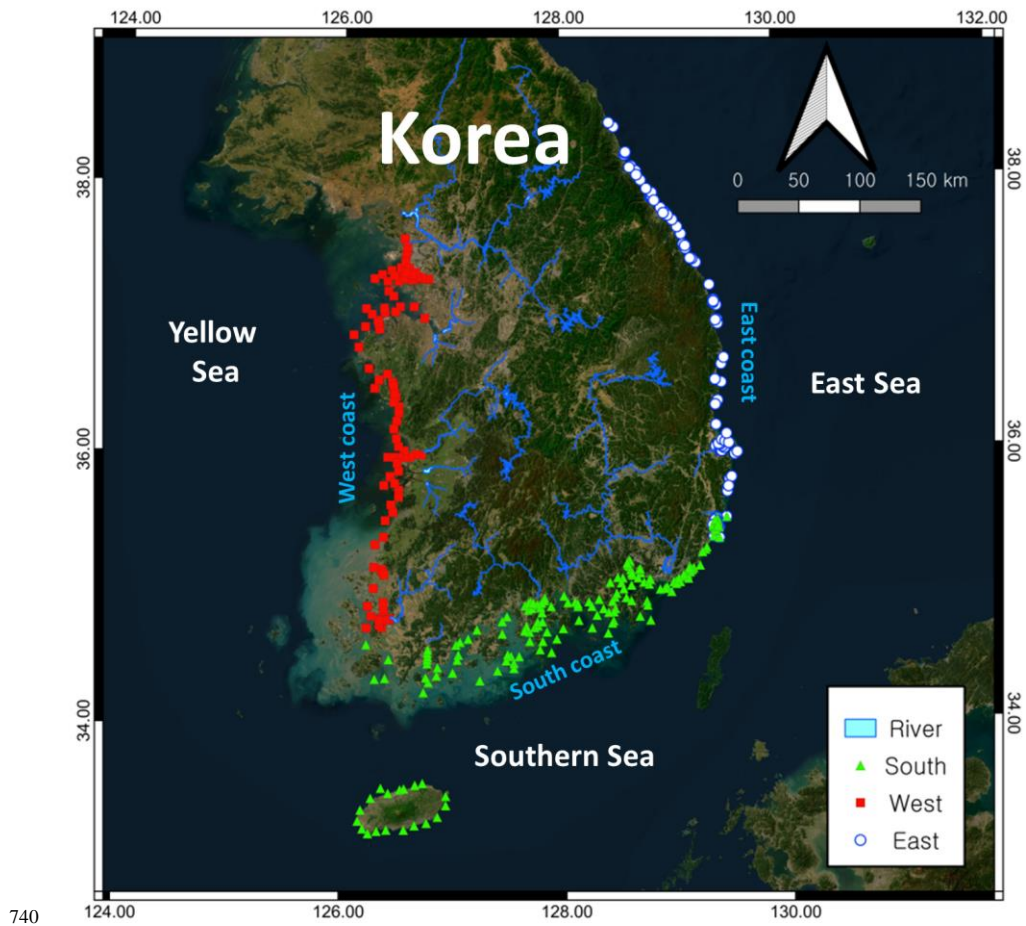 124.00 126.00 128.00 130.00 132.00
Korea
38.00
38.00
0 50 100 150 km
Yellow
Sea
East coast
East Sea
West coast
36.00
36.00
South coast
34.00
34.00
Southern Sea
River
South
West
East
124.00 126.00 128.00 130.00
740